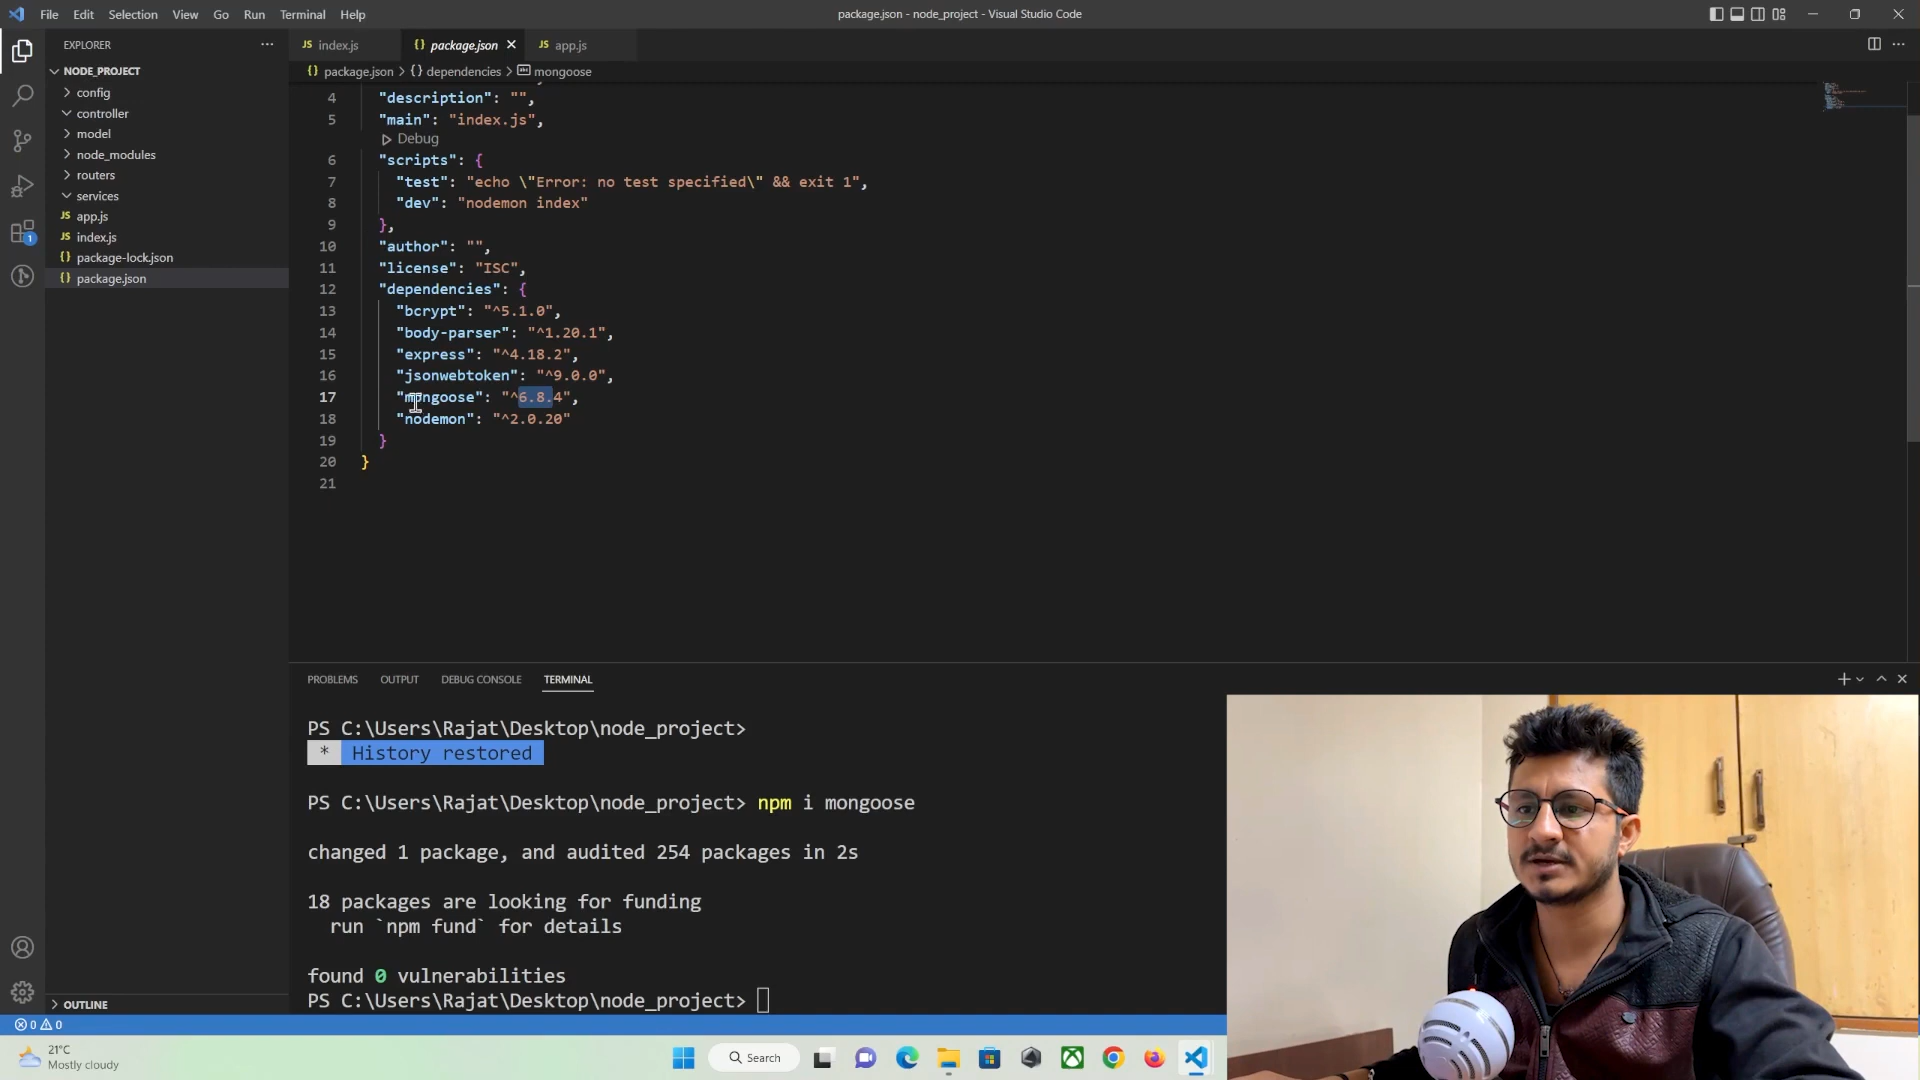 File Edit Selection View Go Run Terminal Help
package.json - node_project - Visual Studio Code
EXPLORER
NODE_PROJECT
config
controller
model
node_modules
routers
services
JS app.js
JS index.js
{} package-lock.json
{} package.json
OUTLINE
1
JS index.js
{} package.json
JS app.js
{} package.json > {} dependencies > mongoose
4 "description": "",
5 "main": "index.js",
Debug
6 "scripts": {
7 "test": "echo \"Error: no test specified\" && exit 1",
8 "dev": "nodemon index"
9 },
10 "author": "",
11 "license": "ISC",
12 "dependencies": {
13 "bcrypt": "^5.1.0",
14 "body-parser": "^1.20.1",
15 "express": "^4.18.2",
16 "jsonwebtoken": "^9.0.0",
17 "mongoose": "^6.8.4",
18 "nodemon": "^2.0.20"
19 }
20 }
21
PROBLEMS OUTPUT DEBUG CONSOLE TERMINAL
PS C:\Users\Rajat\Desktop\node_project>
* History restored
PS C:\Users\Rajat\Desktop\node_project> npm i mongoose
changed 1 package, and audited 254 packages in 2s
18 packages are looking for funding
run `npm fund` for details
found 0 vulnerabilities
PS C:\Users\Rajat\Desktop\node_project>
0 0
21°C
Mostly cloudy
Search